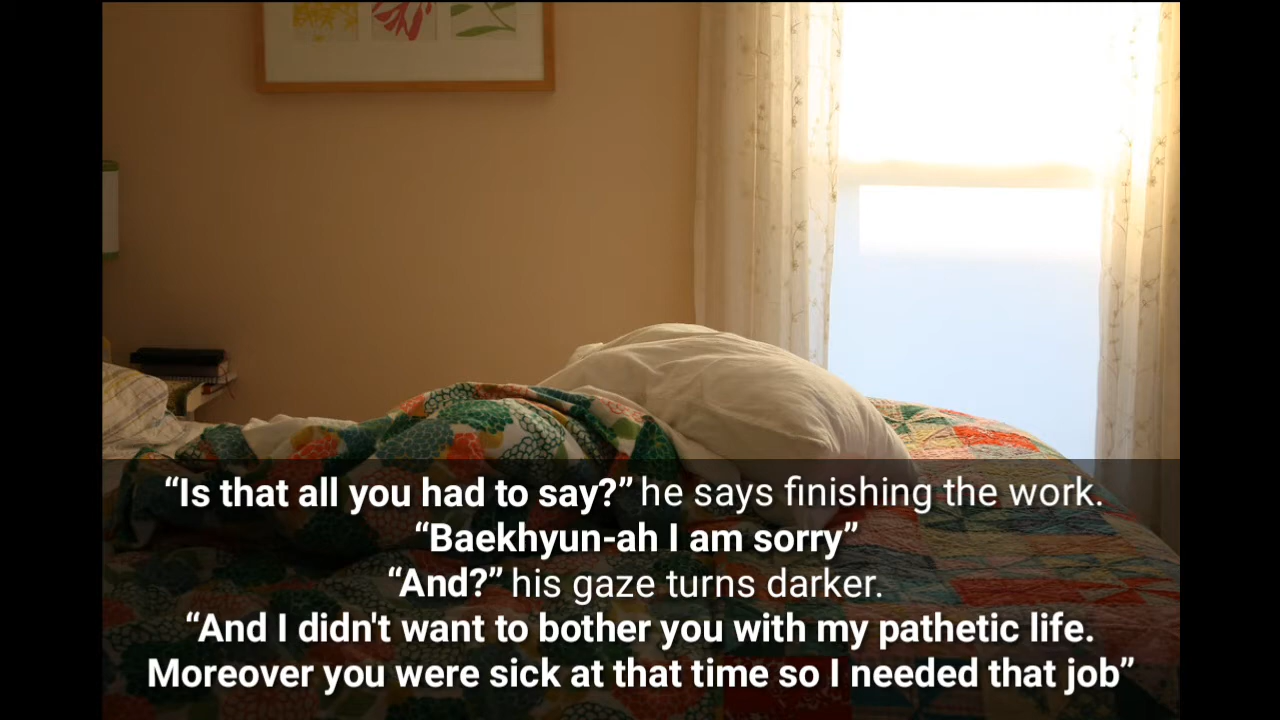 “Is that all you had to say?” he says finishing the work.
“Baekhyun-ah I am sorry”
“And?” his gaze turns darker.
“And I didn't want to bother you with my pathetic life.
Moreover you were sick at that time so I needed that job”